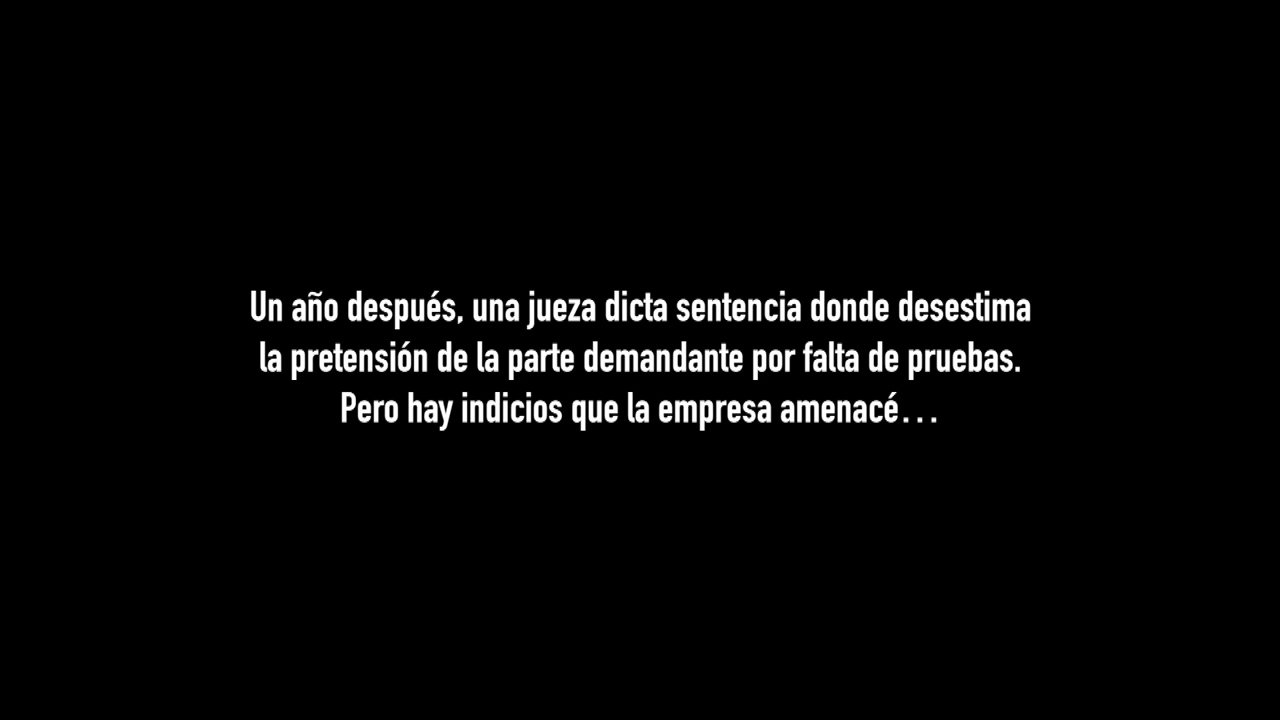 Un año después, una jueza dicta sentencia donde desestima
la pretensión de la parte demandante por falta de pruebas.
Pero hay indicios que la empresa amenacé...